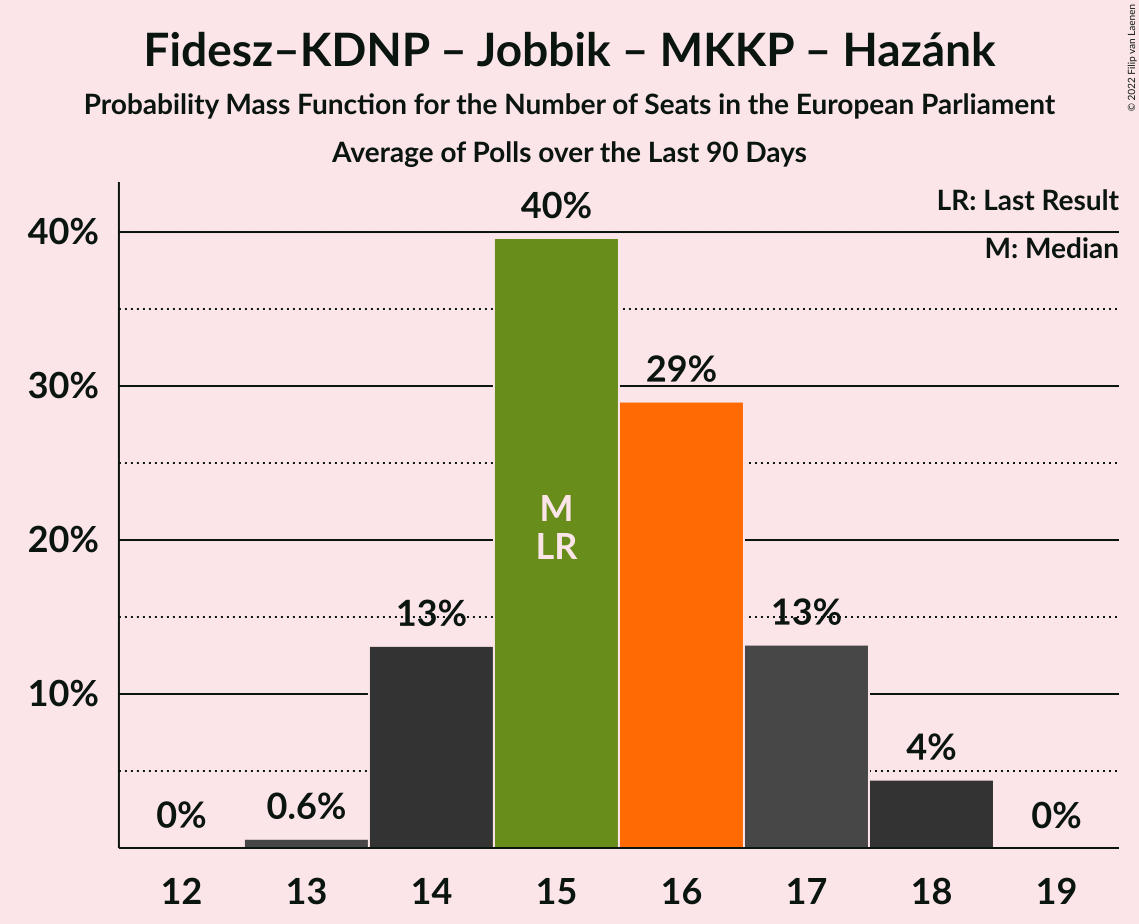 Fidesz–KDNP – Jobbik – MKKP – Hazánk
Probability Mass Function for the Number of Seats in the European Parliament
Average of Polls over the Last 90 Days
© 2022 Filip van Laenen
LR: Last Result
M: Median
40%
30%
20%
10%
0%
0.6%
13%
40%
29%
13%
4%
0%
M
LR
12 13 14 15 16 17 18 19